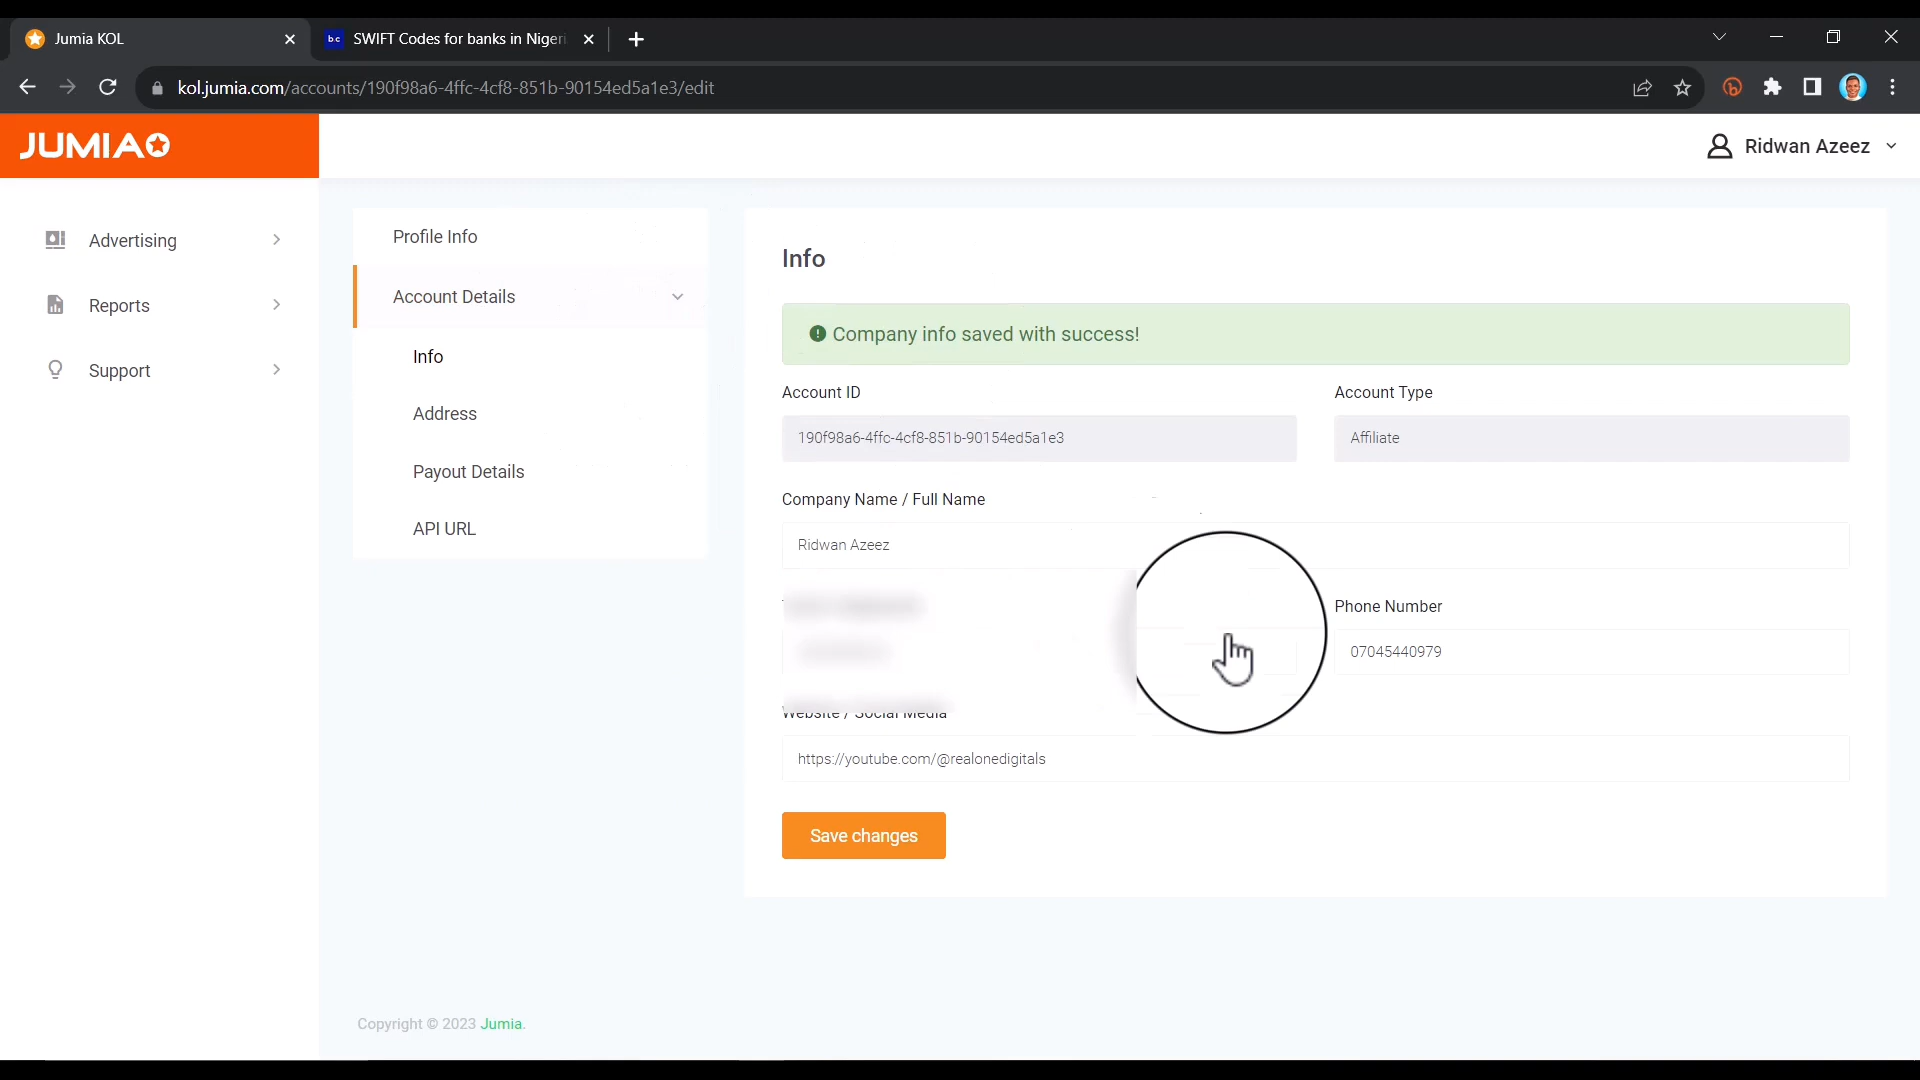 Jumia KOL
b.c SWIFT Codes for banks in Nigeri
kol.jumia.com/accounts/190f98a6-4ffc-4cf8-851b-90154ed5a1e3/edit
JUMIA
Ridwan Azeez
Advertising
Reports
Support
Profile Info
Account Details
Info
Address
Payout Details
API URL
Info
Company info saved with success!
Account ID
Account Type
190f98a6-4ffc-4cf8-851b-90154ed5a1e3
Affiliate
Company Name / Full Name
Ridwan Azeez
Phone Number
07045440979
Website / Social Media
https://youtube.com/@realonedigitals
Save changes
Copyright © 2023 Jumia.